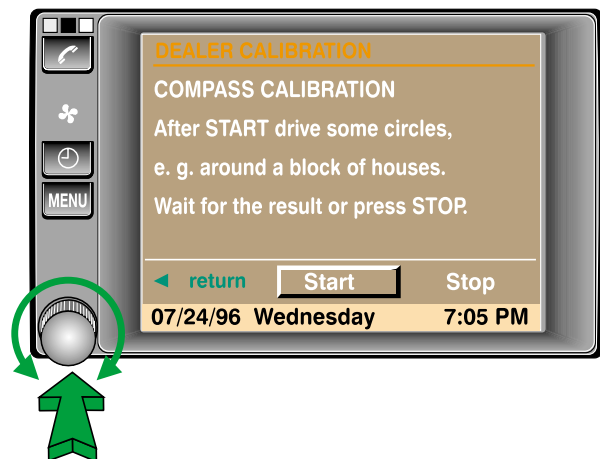 DEALER CALIBRATION
COMPASS CALIBRATION
After START drive some circles,
e. g. around a block of houses.
Wait for the result or press STOP.
MENU
◄ return Start Stop
07/24/96 Wednesday 7:05 PM